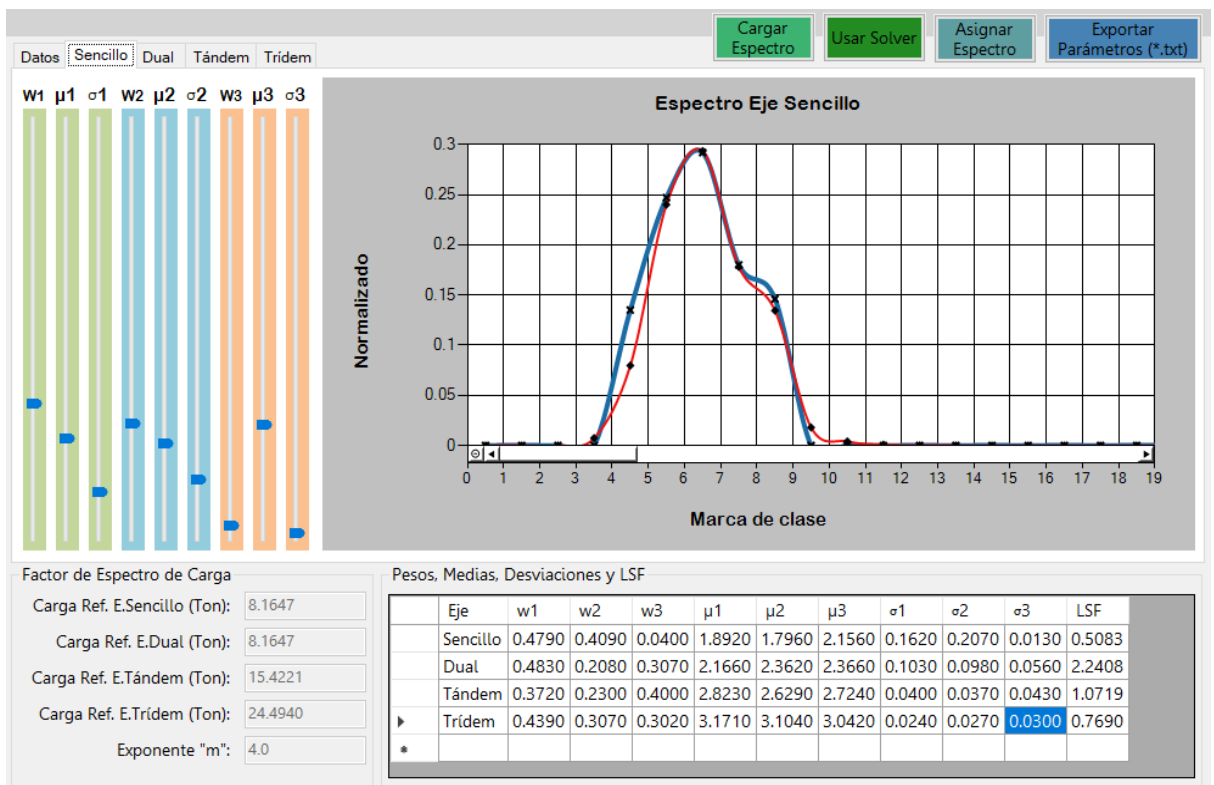 Cargar Espectro
Usar Solver
Asignar Espectro
Exportar Parámetros (*.txt)
Datos Sencillo Dual Tándem Trídem
W1 μ1 σ1 W2 μ2 σ2 W3 μ3 σ3
Espectro Eje Sencillo
Normalizado
0.3
0.25
0.2
0.15
0.1
0.05
0
0 1 2 3 4 5 6 7 8 9 10 11 12 13 14 15 16 17 18 19
Marca de clase
Factor de Espectro de Carga
Carga Ref. E.Sencillo (Ton): 8.1647
Carga Ref. E.Dual (Ton): 8.1647
Carga Ref. E.Tándem (Ton): 15.4221
Carga Ref. E.Trídem (Ton): 24.4940
Exponente "m": 4.0
Pesos, Medias, Desviaciones y LSF
Eje w1 w2 w3 μ1 μ2 μ3 σ1 σ2 σ3 LSF
Sencillo 0.4790 0.4090 0.0400 1.8920 1.7960 2.1560 0.1620 0.2070 0.0130 0.5083
Dual 0.4830 0.2080 0.3070 2.1660 2.3620 2.3660 0.1030 0.0980 0.0560 2.2408
Tándem 0.3720 0.2300 0.4000 2.8230 2.6290 2.7240 0.0400 0.0370 0.0430 1.0719
Trídem 0.4390 0.3070 0.3020 3.1710 3.1040 3.0420 0.0240 0.0270 0.0300 0.7690